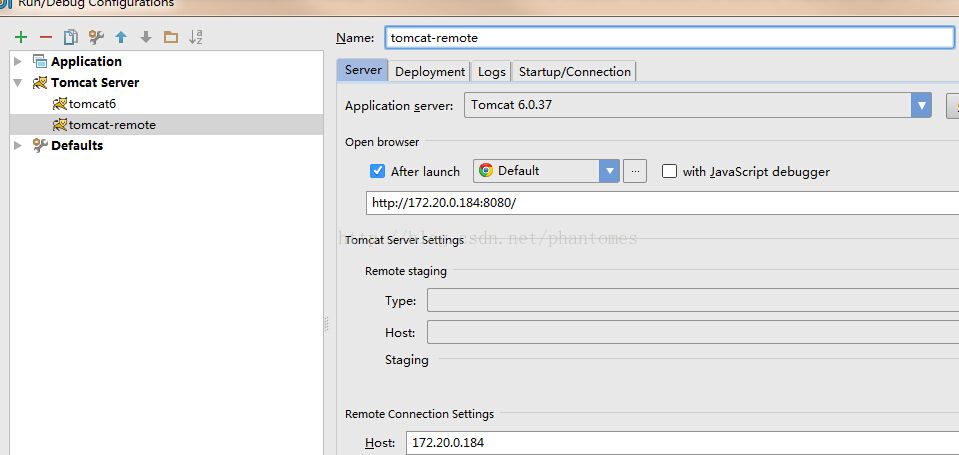 Run/Debug Configurations
Name: tomcat-remote
Application
Tomcat Server
tomcat6
tomcat-remote
Defaults
Server Deployment Logs Startup/Connection
Application server: Tomcat 6.0.37
Open browser
After launch Default ... with JavaScript debugger
http://172.20.0.184:8080/
http://blog.csdn.net/phantomes
Tomcat Server Settings
Remote staging
Type:
Host:
Staging
Remote Connection Settings
Host: 172.20.0.184